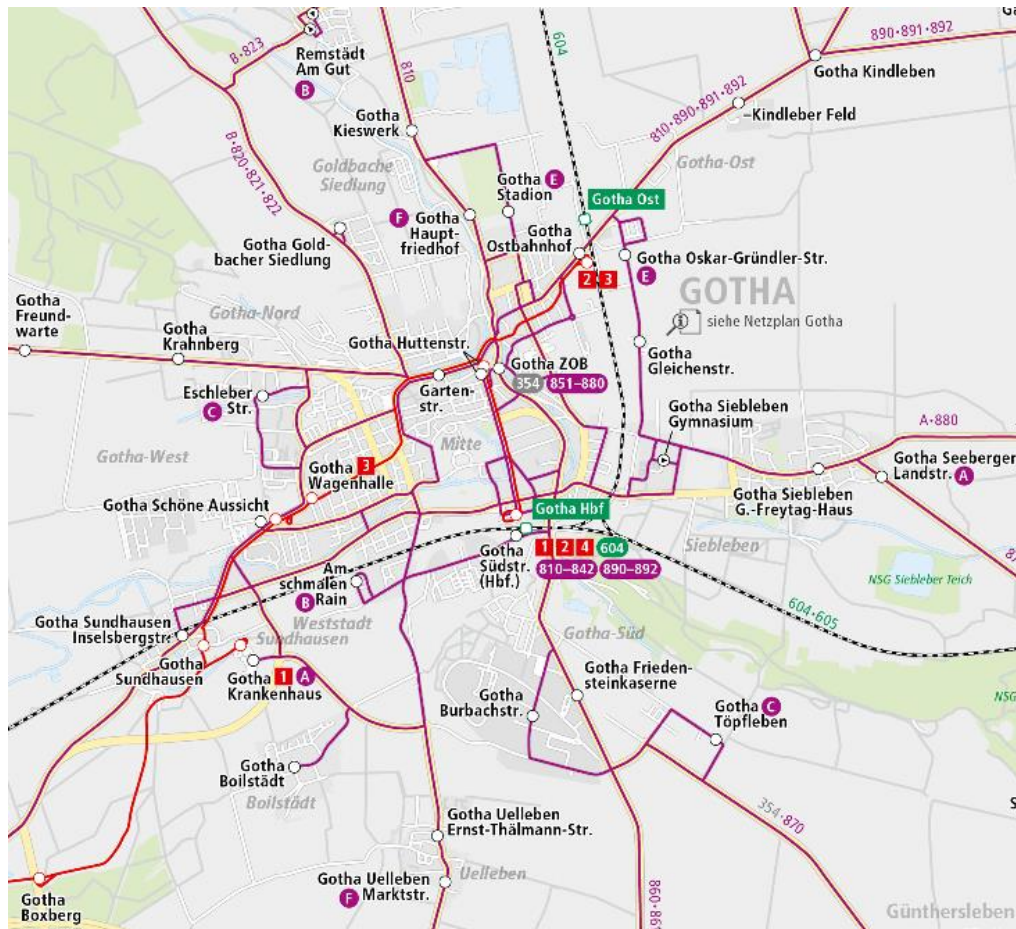 604
890•891•892
B•823
Remstädt
Am Gut
B
810
Gotha Kindleben
–Kindleber Feld
810•890•891•892
Gotha
Kieswerk
B•820•821•822
Goldbache
Siedlung
Gotha-Ost
Gotha E
Stadion
Gotha Ost
F Gotha
Haupt-
friedhof
Gotha
Ostbahnhof
Gotha Gold-
bacher Siedlung
Gotha Oskar-Gründler-Str.
E
2 3
GOTHA
siehe Netzplan Gotha
Gotha
Freund-
warte
Gotha-Nord
Gotha
Krahnberg
Gotha Huttenstr.
Gotha
Gleichenstr.
Gotha ZOB
354 851–880
Eschleber
Str.
C
Garten-
str.
Gotha Siebleben
Gymnasium
A•880
Mitte
Gotha-West
3
Gotha
Wagenhalle
Gotha Seeberger
Landstr. A
Gotha Siebleben
G.-Freytag-Haus
Gotha Schöne Aussicht
Gotha Hbf
Gotha
Südstr.
(Hbf.)
1 2 4 604
810–842 890–892
Siebleben
NSG Siebleber Teich
Am
schmalen
B Rain
Weststadt
604•605
Gotha Sundhausen
Inselsbergstr.
Sundhausen
Gotha-Süd
Gotha
Sundhausen
Gotha 1 A
Krankenhaus
Gotha Frieden-
steinkaserne
Gotha
Burbachstr.
Gotha C
Töpfleben
NSG
Gotha
Boilstädt
Boilstädt
354•870
Gotha Uelleben
Ernst-Thälmann-Str.
Uelleben
Gotha Uelleben
F Marktstr.
860•861
Gotha
Boxberg
Günthersleben